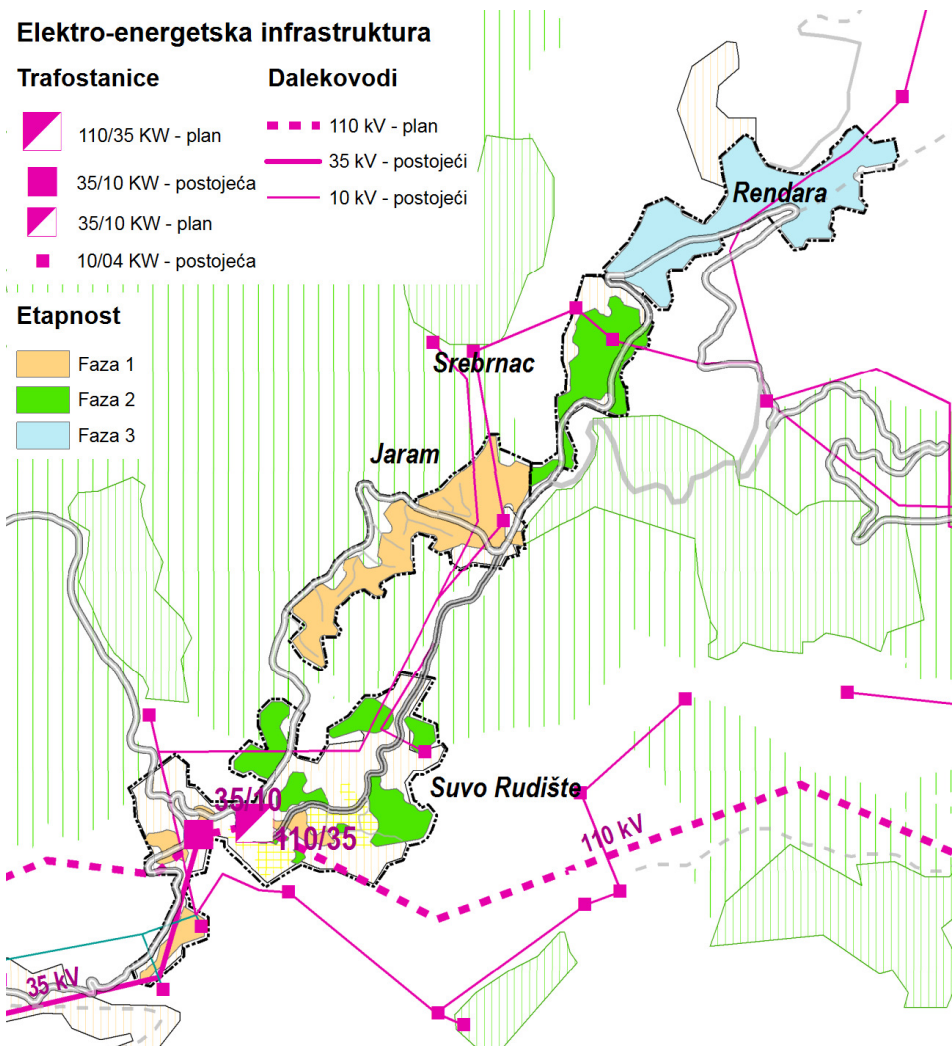 Elektro-energetska infrastruktura
Trafostanice
110/35 KW - plan
35/10 KW - postojeća
35/10 KW - plan
10/04 KW - postojeća
Dalekovodi
110 kV - plan
35 kV - postojeći
10 kV - postojeći
Etapnost
Faza 1
Faza 2
Faza 3
Rendara
Srebrnac
Jaram
Suvo Rudište
35/10
110/35
110 kV
35 kV